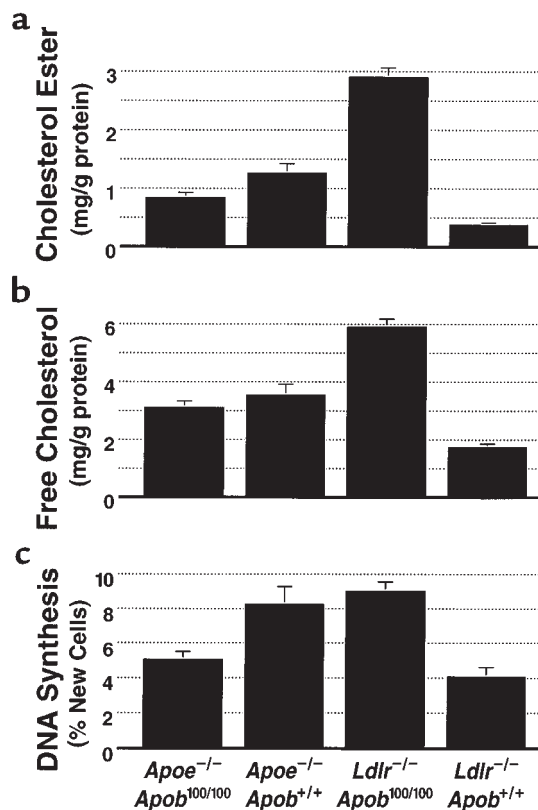 a
Cholesterol Ester
(mg/g protein)
3
2
1
0
b
Free Cholesterol
(mg/g protein)
6
4
2
0
c
DNA Synthesis
(% New Cells)
10
8
6
4
2
0
Apoe⁻/⁻ Apoe⁻/⁻ Ldlr⁻/⁻ Ldlr⁻/⁻
Apob¹⁰⁰/¹⁰⁰ Apob⁺/⁺ Apob¹⁰⁰/¹⁰⁰ Apob⁺/⁺